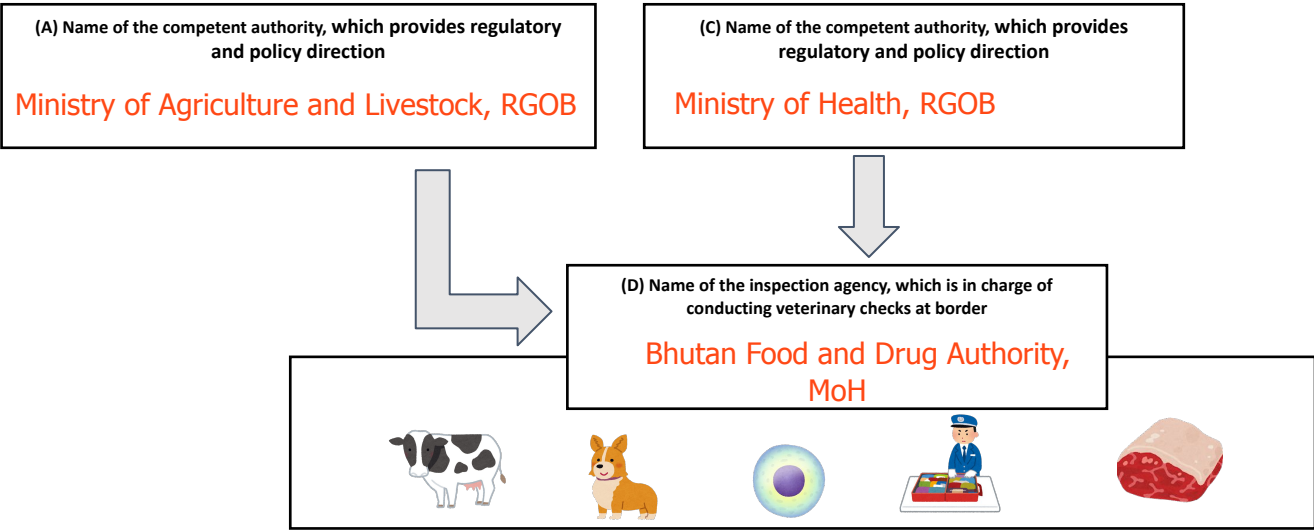 (A) Name of the competent authority, which provides regulatory
and policy direction
Ministry of Agriculture and Livestock, RGOB
(C) Name of the competent authority, which provides
regulatory and policy direction
Ministry of Health, RGOB
(D) Name of the inspection agency, which is in charge of
conducting veterinary checks at border
Bhutan Food and Drug Authority,
MoH